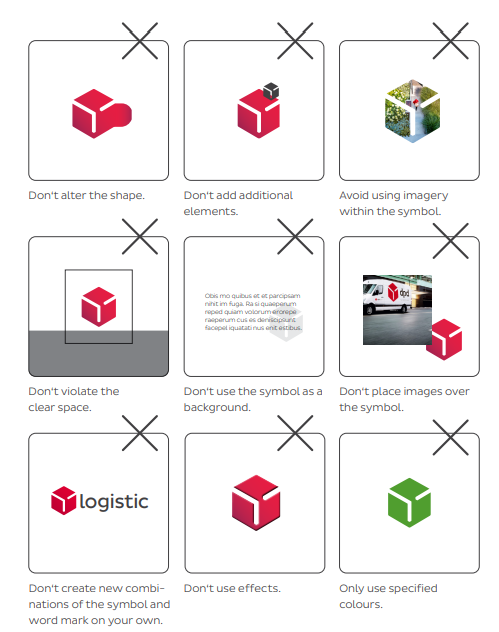 Don't alter the shape.
Don't add additional
elements.
Avoid using imagery
within the symbol.
Obis mo quibus et et parcipsam
nihit im fuga. Ra si quaeperum
reped quiam volorum erorepe
raeperum cus es deniscipsunt
facepel iquatati nus enit estibus.
dpd
Don't violate the
clear space.
Don't use the symbol as a
background.
Don't place images over
the symbol.
logistic
Don't create new combi-
nations of the symbol and
word mark on your own.
Don't use effects.
Only use specified
colours.